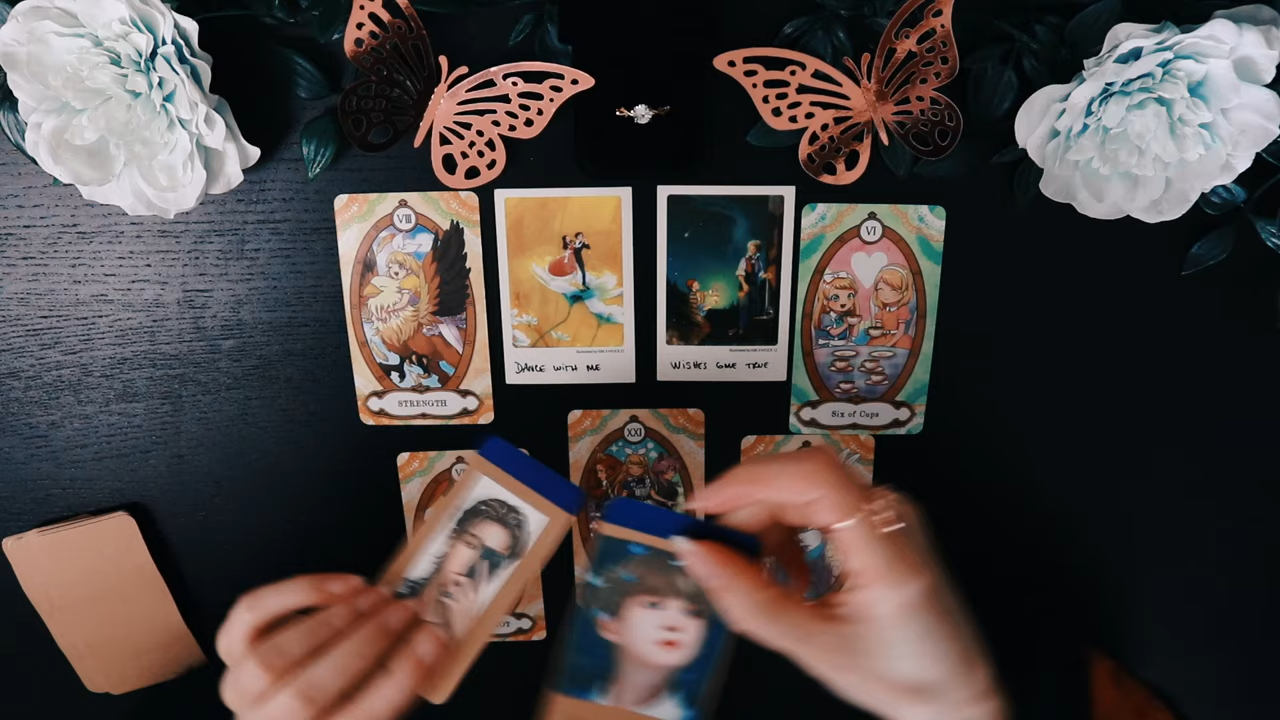 VIII
STRENGTH
DANCE WITH ME
WISHES COME TRUE
VI
Six of Cups
XXI